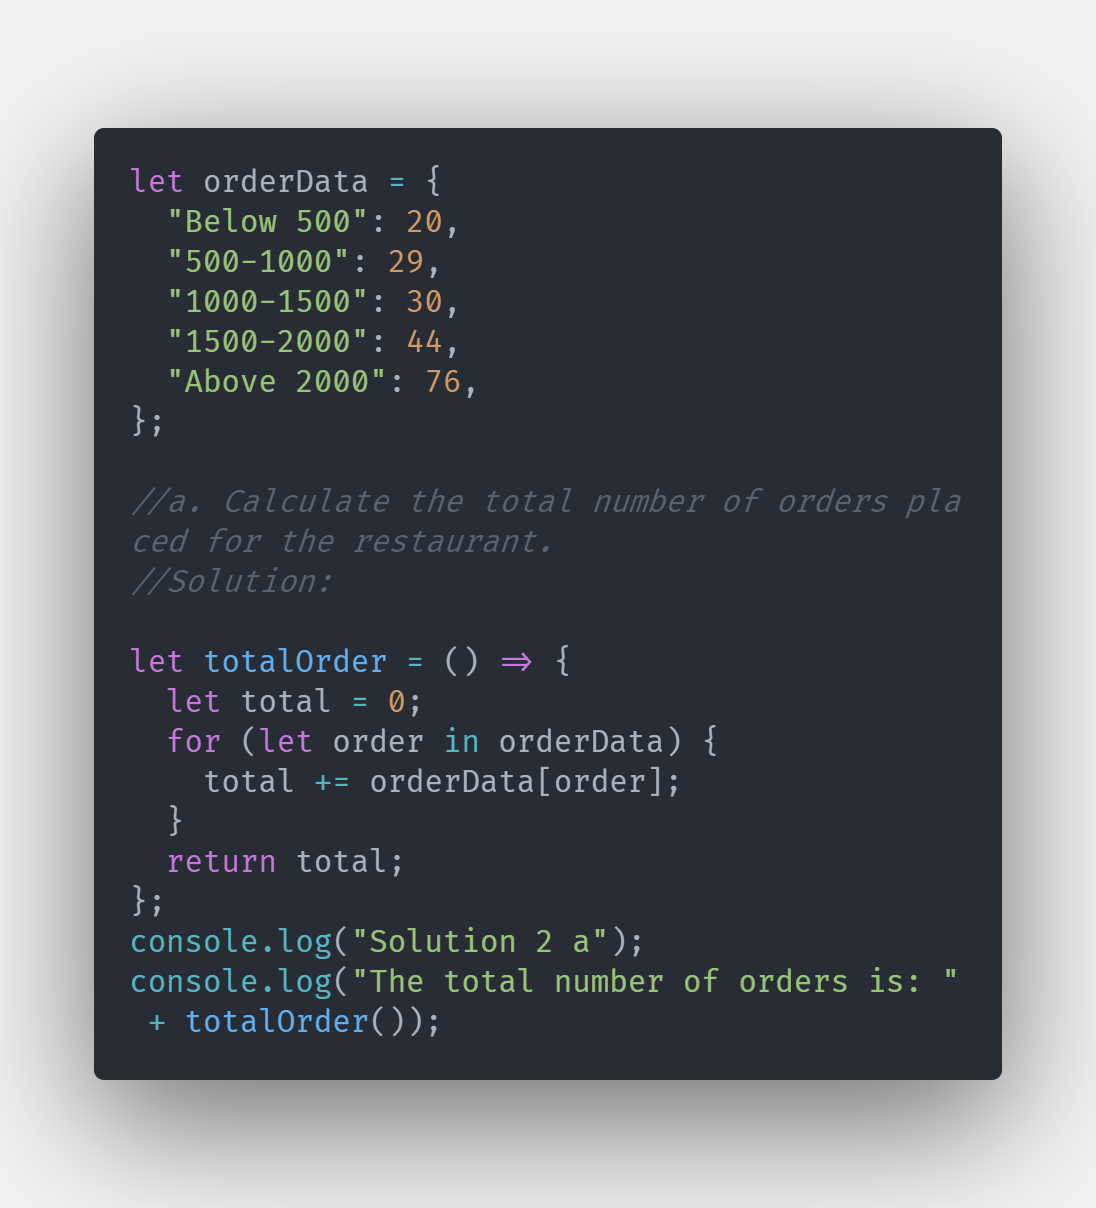 let orderData = {
  "Below 500": 20,
  "500-1000": 29,
  "1000-1500": 30,
  "1500-2000": 44,
  "Above 2000": 76,
};

//a. Calculate the total number of orders pla
ced for the restaurant.
//Solution:

let totalOrder = () => {
  let total = 0;
  for (let order in orderData) {
    total += orderData[order];
  }
  return total;
};
console.log("Solution 2 a");
console.log("The total number of orders is: "
 + totalOrder());